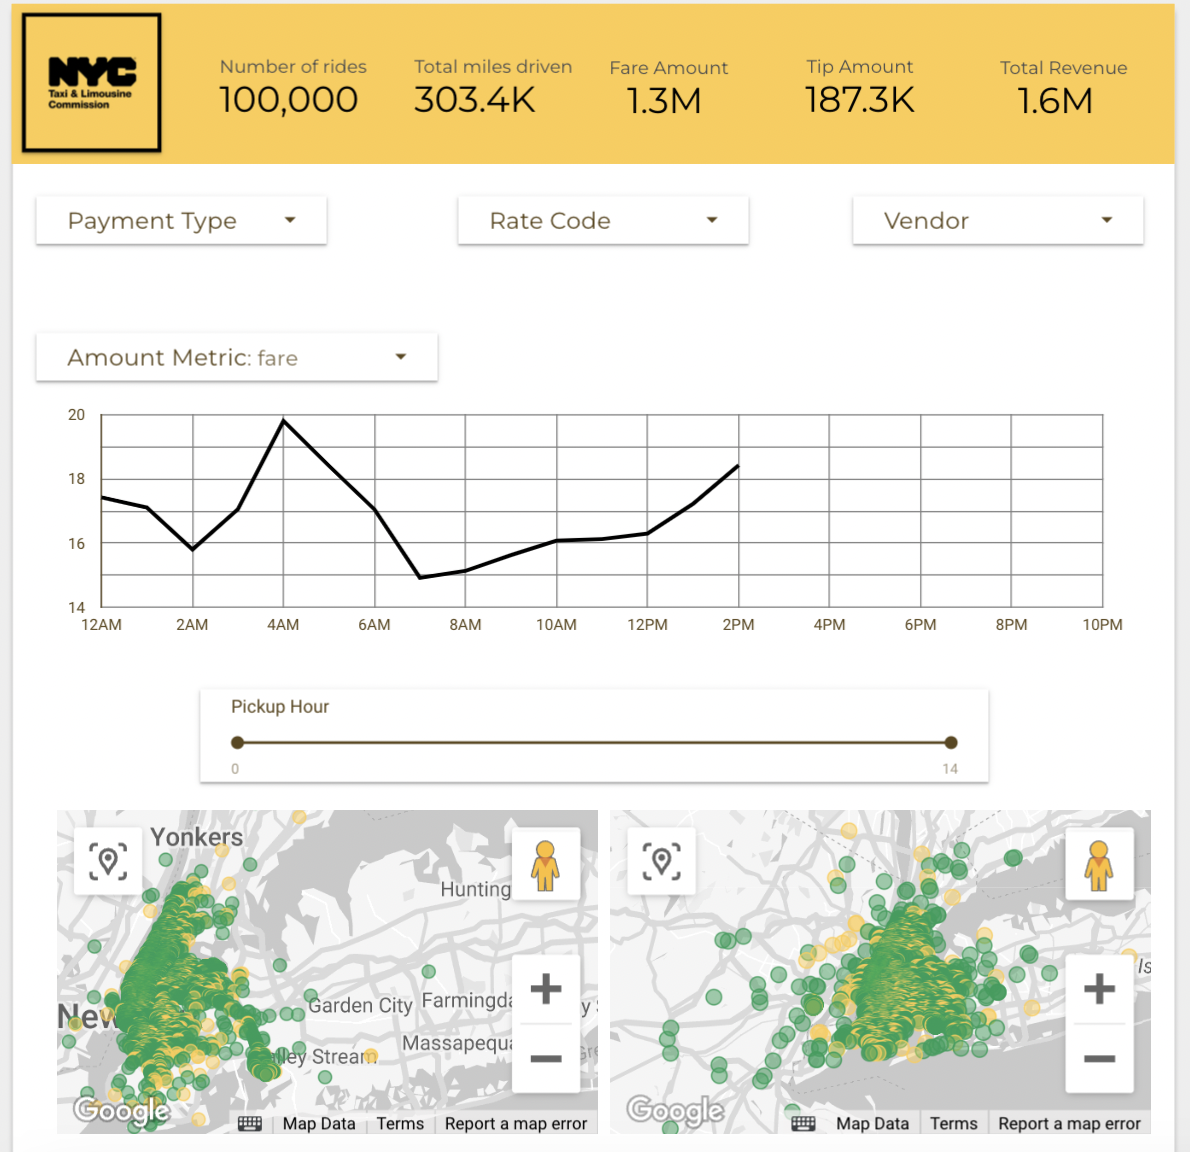 NYC
Taxi & Limousine
Commission
Number of rides
100,000
Total miles driven
303.4K
Fare Amount
1.3M
Tip Amount
187.3K
Total Revenue
1.6M
Payment Type
Rate Code
Vendor
Amount Metric: fare
20
18
16
14
12AM 2AM 4AM 6AM 8AM 10AM 12PM 2PM 4PM 6PM 8PM 10PM
Pickup Hour
0 14
Yonkers
Hunting
Garden City
Farmingda
New
Massapequa
lley Stream
Google
Map Data
Terms
Report a map error
Is
Google
Map Data
Terms
Report a map error